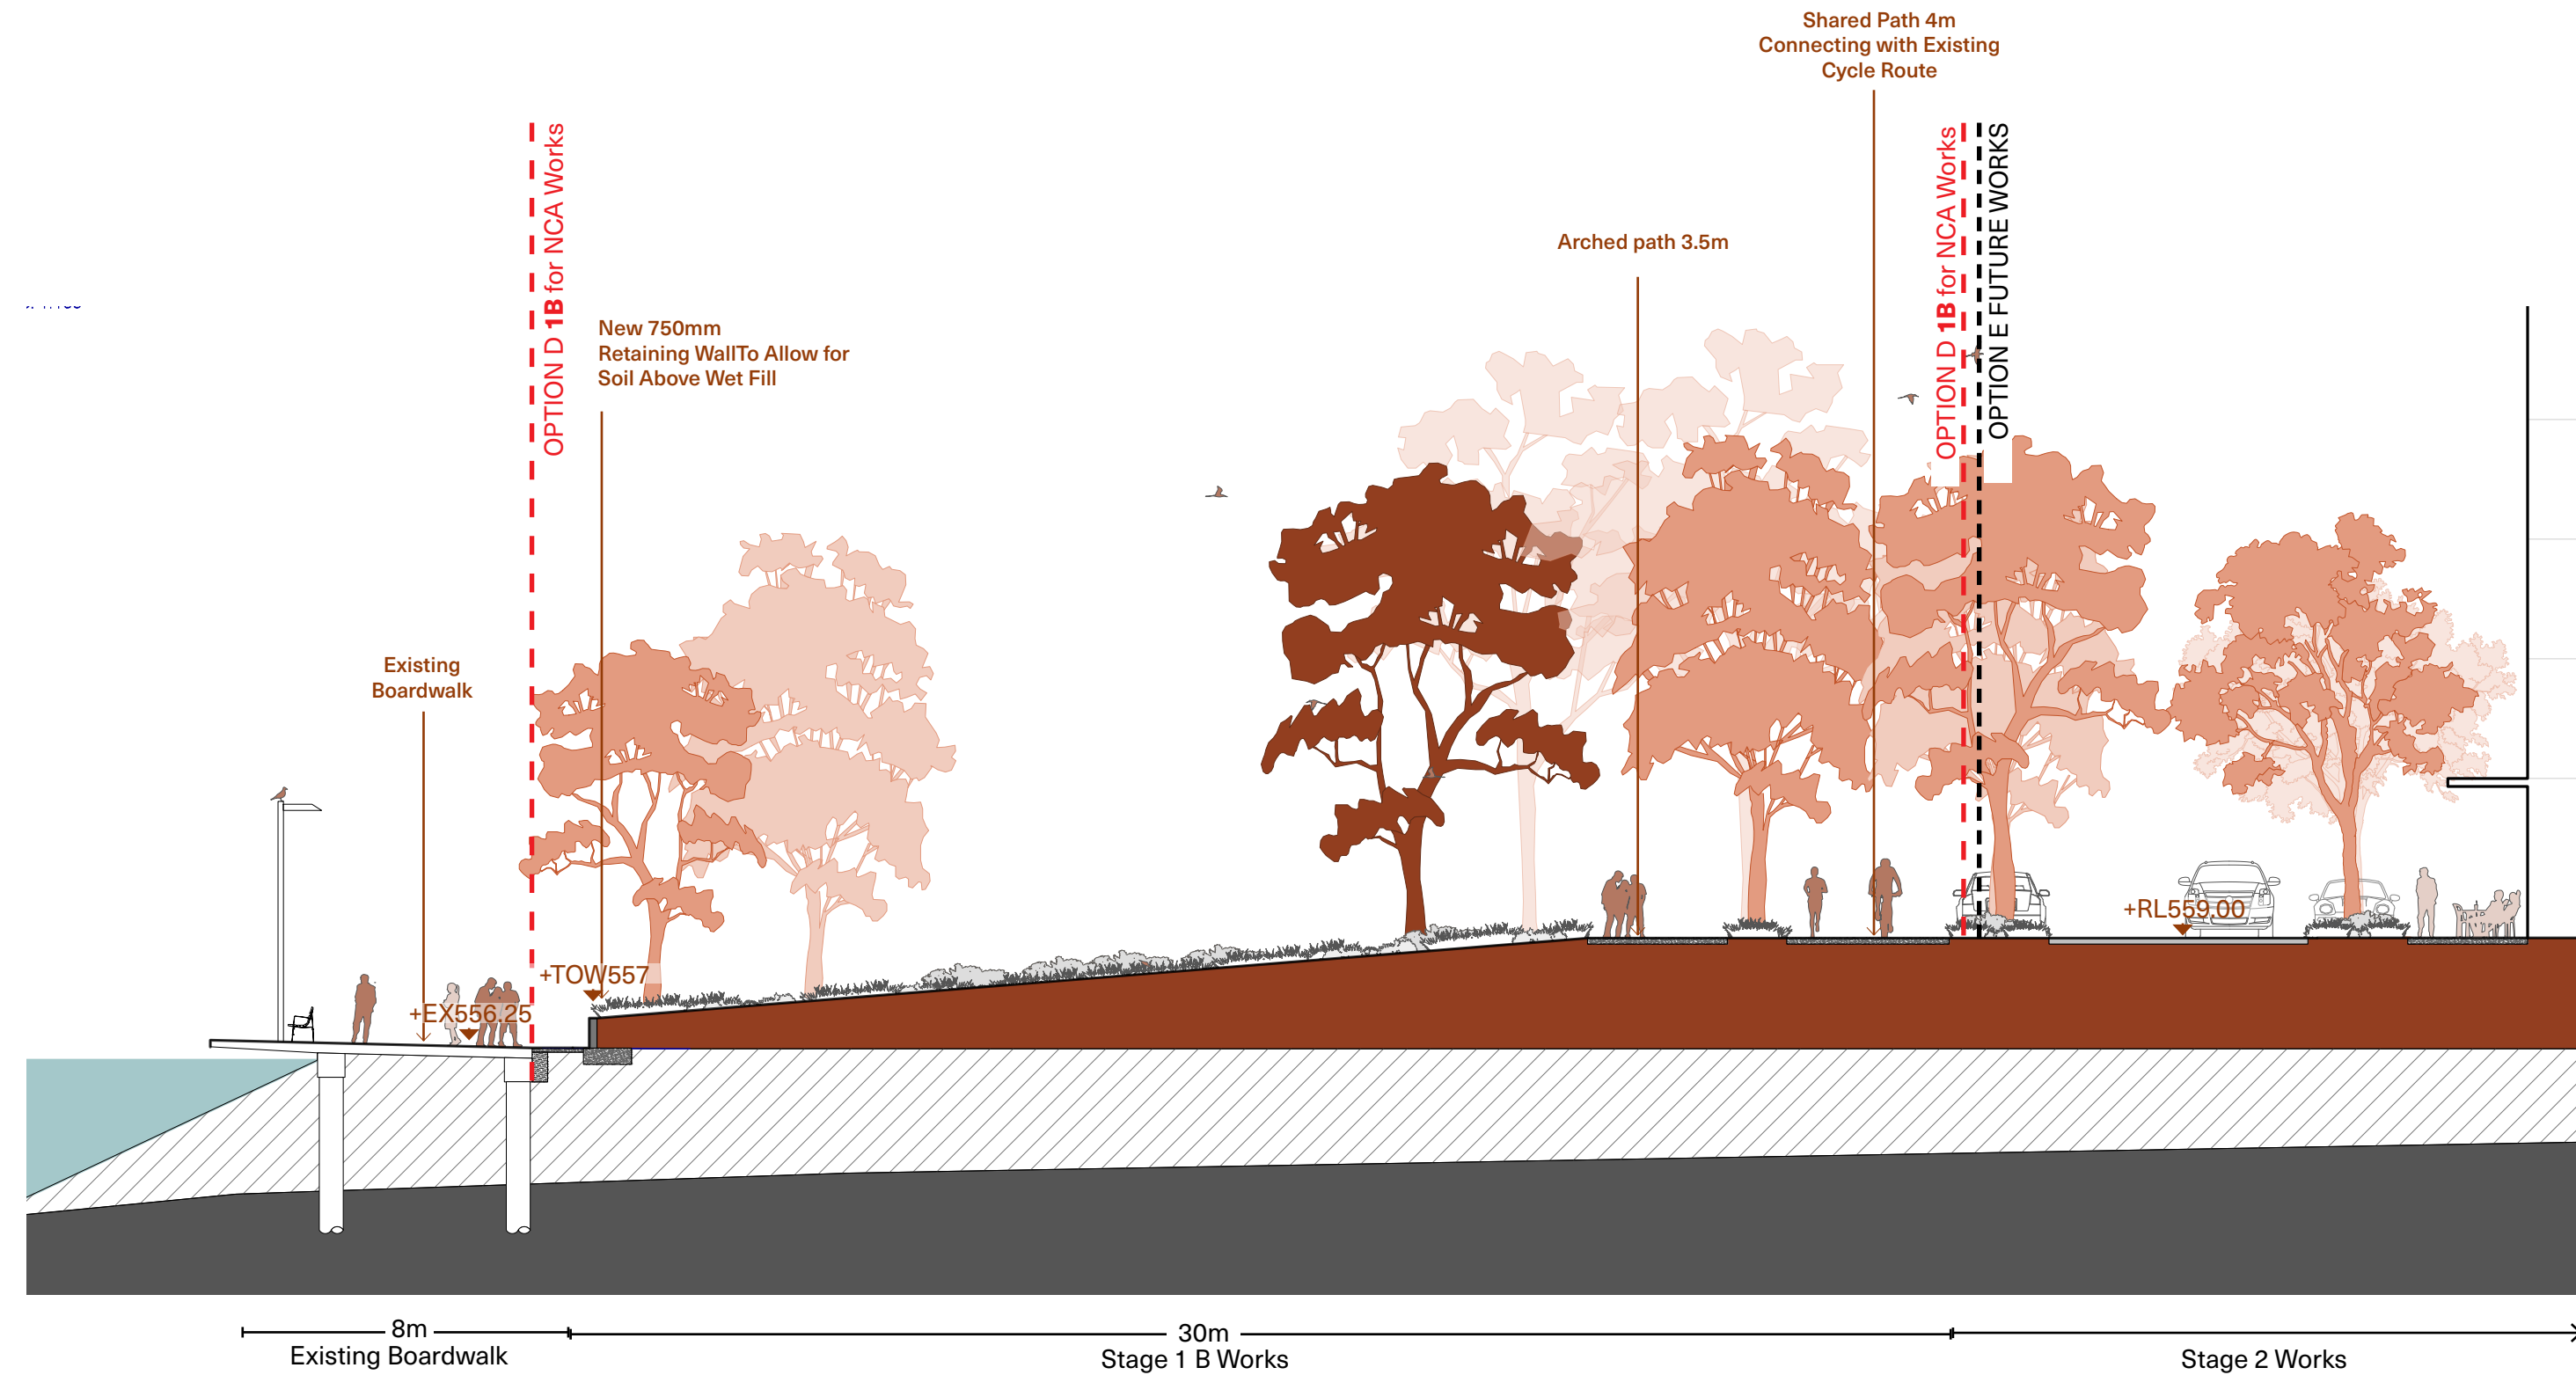 Shared Path 4m
Connecting with Existing
Cycle Route
OPTION D 1B for NCA Works
OPTION D 1B for NCA Works
OPTION E FUTURE WORKS
Arched path 3.5m
New 750mm
Retaining WallTo Allow for
Soil Above Wet Fill
Existing
Boardwalk
+RL559.00
+TOW557
+EX556.25
8m
Existing Boardwalk
30m
Stage 1 B Works
Stage 2 Works